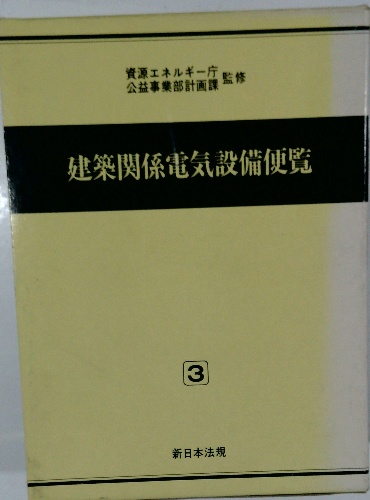 資源エネルギー庁
公益事業部計画課 監修
建築関係電気設備便覧
3
新日本法規